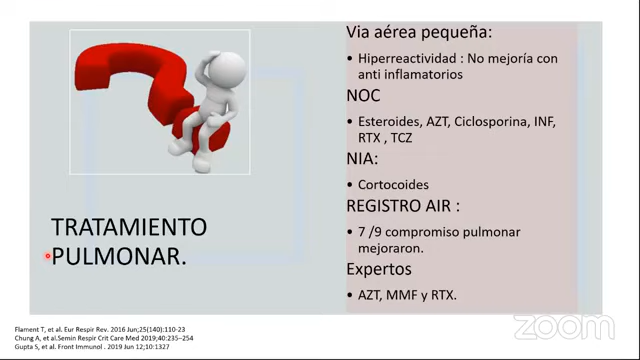 Via aérea pequeña:
• Hiperreactividad : No mejoría con
anti inflamatorios
NOC
• Esteroides, AZT, Ciclosporina, INF,
RTX , TCZ
NIA:
• Cortocoides
REGISTRO AIR :
• 7 /9 compromiso pulmonar
mejoraron.
Expertos
• AZT, MMF y RTX.
TRATAMIENTO
PULMONAR.
Flament T, et al. Eur Respir Rev. 2016 Jun;25(140):110-23
Chung A, et al.Semin Respir Crit Care Med 2019;40:235–254
Gupta S, et al. Front Immunol . 2019 Jun 12;10:1327
zoom